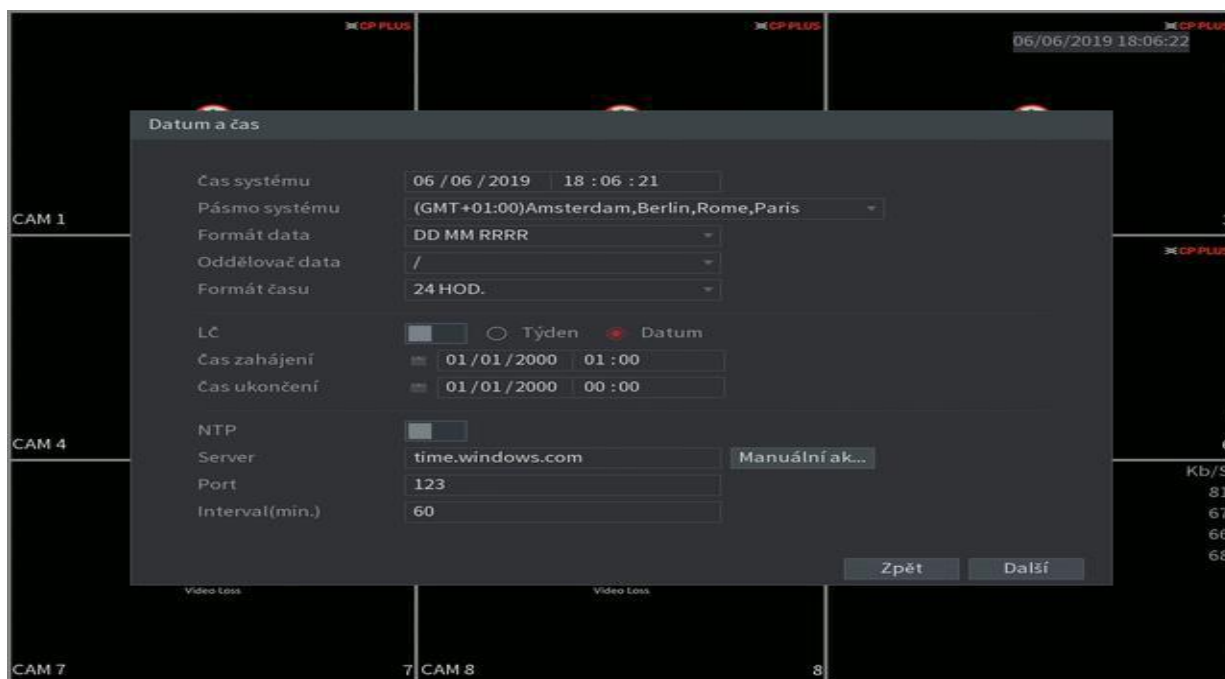 CP PLUS CP PLUS CP PLUS
06/06/2019 18:06:22
Datum a čas
Čas systému 06 / 06 / 2019 18 : 06 : 21
Pásmo systému (GMT+01:00)Amsterdam,Berlin,Rome,Paris
CAM 1
Formát data DD MM RRRR
Oddělovač data /
CP PLUS
Formát času 24 HOD.
LČ Týden Datum
Čas zahájení 01 / 01 / 2000 01 : 00
Čas ukončení 01 / 01 / 2000 00 : 00
NTP
CAM 4
Server time.windows.com Manuální ak...
Kb/S
Port 123
Interval(min.) 60
Zpět Další
Video Loss Video Loss
CAM 7 7 CAM 8 8